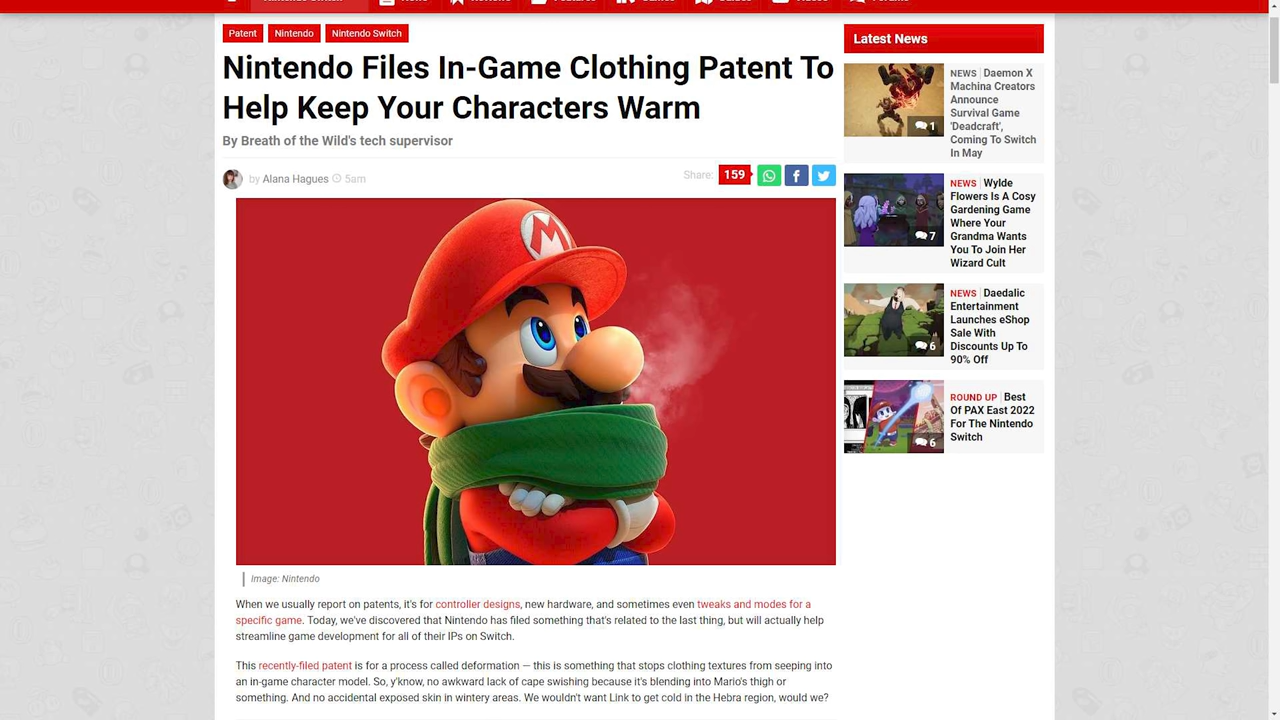 Patent
Nintendo
Nintendo Switch
Nintendo Files In-Game Clothing Patent To
Help Keep Your Characters Warm
By Breath of the Wild's tech supervisor
by Alana Hagues 5am
Share: 159
M
Image: Nintendo
When we usually report on patents, it's for controller designs, new hardware, and sometimes even tweaks and modes for a
specific game. Today, we've discovered that Nintendo has filed something that's related to the last thing, but will actually help
streamline game development for all of their IPs on Switch.
This recently-filed patent is for a process called deformation — this is something that stops clothing textures from seeping into
an in-game character model. So, y'know, no awkward lack of cape swishing because it's blending into Mario's thigh or
something. And no accidental exposed skin in wintery areas. We wouldn't want Link to get cold in the Hebra region, would we?
Latest News
NEWS Daemon X
Machina Creators
Announce
Survival Game
'Deadcraft',
Coming To Switch
In May
1
NEWS Wylde
Flowers Is A Cosy
Gardening Game
Where Your
Grandma Wants
You To Join Her
Wizard Cult
7
NEWS Daedalic
Entertainment
Launches eShop
Sale With
Discounts Up To
90% Off
6
ROUND UP Best
Of PAX East 2022
For The Nintendo
Switch
6